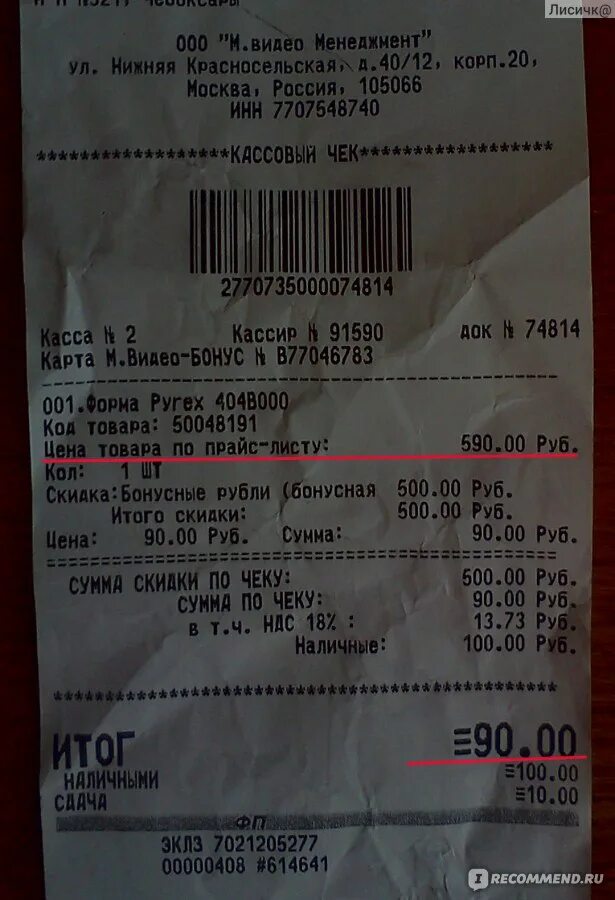 Лисичк@
ООО "М.видео Менеджмент"
ул. Нижняя Красносельская, д.40/12, корп.20,
Москва, Россия, 105066
ИНН 7707548740
******************КАССОВЫЙ ЧЕК******************
2770735000074814
Касса № 2 Кассир № 91590 док № 74814
Карта М.Видео-БОНУС № B77046783
001.Форма Pyrex 404B000
Код товара: 50048191
Цена товара по прайс-листу: 590.00 Руб.
Кол: 1 ШТ
Скидка:Бонусные рубли (бонусная 500.00 Руб.
Итого скидки: 500.00 Руб.
Цена: 90.00 Руб. Сумма: 90.00 Руб.
СУММА СКИДКИ ПО ЧЕКУ: 500.00 Руб.
СУММА ПО ЧЕКУ: 90.00 Руб.
в т.ч. НДС 18% : 13.73 Руб.
Наличные: 100.00 Руб.
ИТОГ ≡90.00
НАЛИЧНЫМИ ≡100.00
СДАЧА ≡10.00
ФП
ЭКЛЗ 7021205277
00000408 #614641
I RECOMMEND.RU